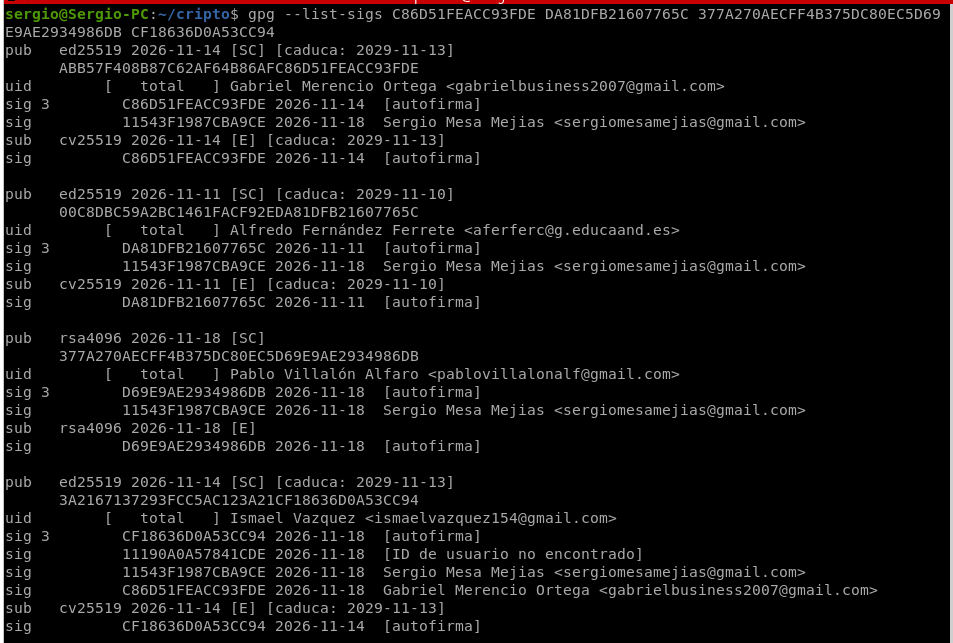 sergio@Sergio-PC:~/cripto$ gpg --list-sigs C86D51FEACC93FDE DA81DFB21607765C 377A270AECFF4B375DC80EC5D69
E9AE2934986DB CF18636D0A53CC94
pub   ed25519 2026-11-14 [SC] [caduca: 2029-11-13]
      ABB57F408B87C62AF64B86AFC86D51FEACC93FDE
uid        [   total   ] Gabriel Merencio Ortega <gabrielbusiness2007@gmail.com>
sig 3        C86D51FEACC93FDE 2026-11-14  [autofirma]
sig          11543F1987CBA9CE 2026-11-18  Sergio Mesa Mejias <sergiomesamejias@gmail.com>
sub   cv25519 2026-11-14 [E] [caduca: 2029-11-13]
sig          C86D51FEACC93FDE 2026-11-14  [autofirma]

pub   ed25519 2026-11-11 [SC] [caduca: 2029-11-10]
      00C8DBC59A2BC1461FACF92EDA81DFB21607765C
uid        [   total   ] Alfredo Fernández Ferrete <aferferc@g.educaand.es>
sig 3        DA81DFB21607765C 2026-11-11  [autofirma]
sig          11543F1987CBA9CE 2026-11-18  Sergio Mesa Mejias <sergiomesamejias@gmail.com>
sub   cv25519 2026-11-11 [E] [caduca: 2029-11-10]
sig          DA81DFB21607765C 2026-11-11  [autofirma]

pub   rsa4096 2026-11-18 [SC]
      377A270AECFF4B375DC80EC5D69E9AE2934986DB
uid        [   total   ] Pablo Villalón Alfaro <pablovillalonalf@gmail.com>
sig 3        D69E9AE2934986DB 2026-11-18  [autofirma]
sig          11543F1987CBA9CE 2026-11-18  Sergio Mesa Mejias <sergiomesamejias@gmail.com>
sub   rsa4096 2026-11-18 [E]
sig          D69E9AE2934986DB 2026-11-18  [autofirma]

pub   ed25519 2026-11-14 [SC] [caduca: 2029-11-13]
      3A2167137293FCC5AC123A21CF18636D0A53CC94
uid        [   total   ] Ismael Vazquez <ismaelvazquez154@gmail.com>
sig 3        CF18636D0A53CC94 2026-11-18  [autofirma]
sig          11190A0A57841CDE 2026-11-18  [ID de usuario no encontrado]
sig          11543F1987CBA9CE 2026-11-18  Sergio Mesa Mejias <sergiomesamejias@gmail.com>
sig          C86D51FEACC93FDE 2026-11-18  Gabriel Merencio Ortega <gabrielbusiness2007@gmail.com>
sub   cv25519 2026-11-14 [E] [caduca: 2029-11-13]
sig          CF18636D0A53CC94 2026-11-14  [autofirma]